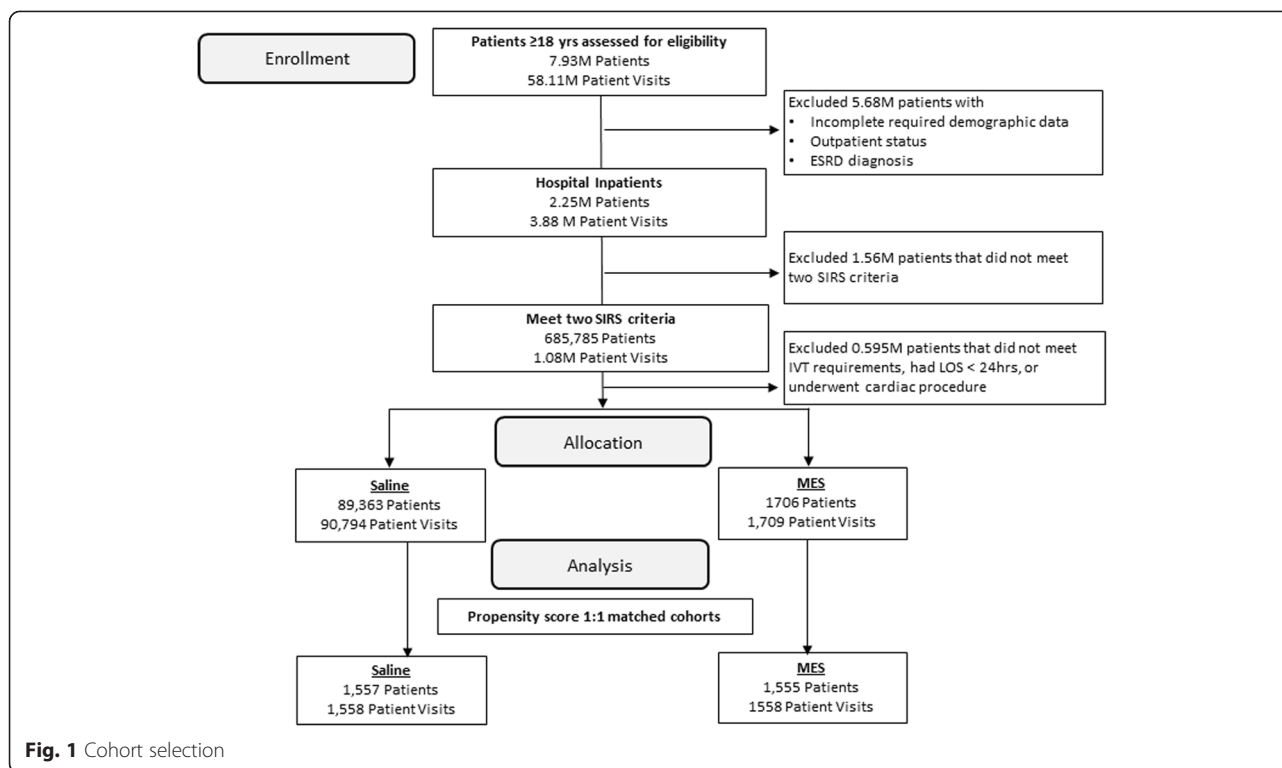 Enrollment
Patients ≥18 yrs assessed for eligibility
7.93M Patients
58.11M Patient Visits
Excluded 5.68M patients with
• Incomplete required demographic data
• Outpatient status
• ESRD diagnosis
Hospital Inpatients
2.25M Patients
3.88 M Patient Visits
Excluded 1.56M patients that did not meet
two SIRS criteria
Meet two SIRS criteria
685,785 Patients
1.08M Patient Visits
Excluded 0.595M patients that did not meet
IVT requirements, had LOS < 24hrs, or
underwent cardiac procedure
Allocation
Saline
89,363 Patients
90,794 Patient Visits
MES
1706 Patients
1,709 Patient Visits
Analysis
Propensity score 1:1 matched cohorts
Saline
1,557 Patients
1,558 Patient Visits
MES
1,555 Patients
1558 Patient Visits
Fig. 1 Cohort selection